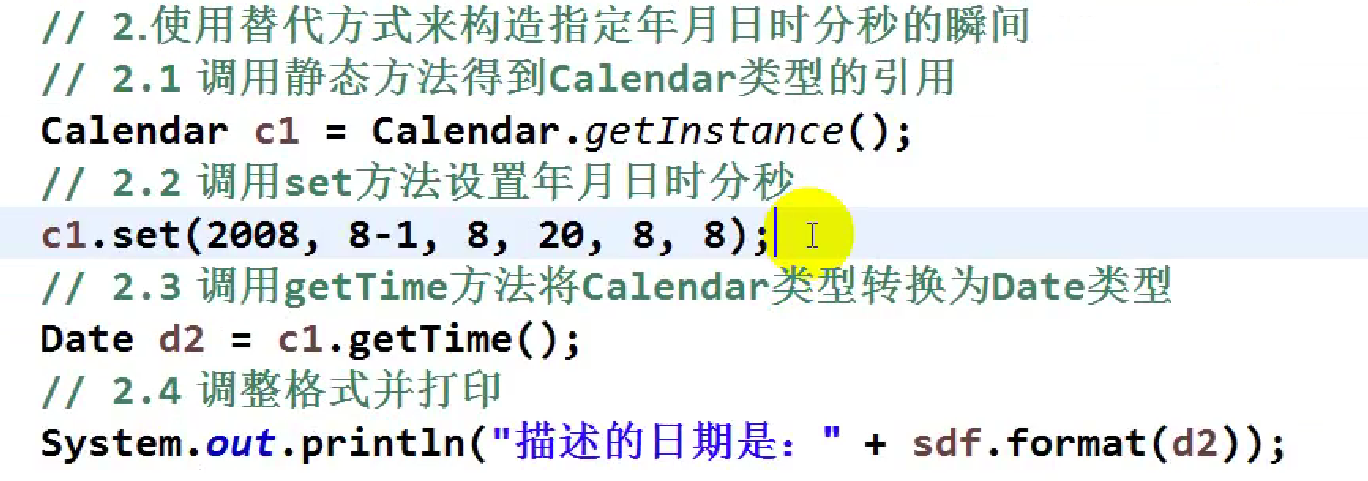 // 2.使用替代方式来构造指定年月日时分秒的瞬间
// 2.1 调用静态方法得到Calendar类型的引用
Calendar c1 = Calendar.getInstance();
// 2.2 调用set方法设置年月日时分秒
c1.set(2008, 8-1, 8, 20, 8, 8);
// 2.3 调用getTime方法将Calendar类型转换为Date类型
Date d2 = c1.getTime();
// 2.4 调整格式并打印
System.out.println("描述的日期是：" + sdf.format(d2));